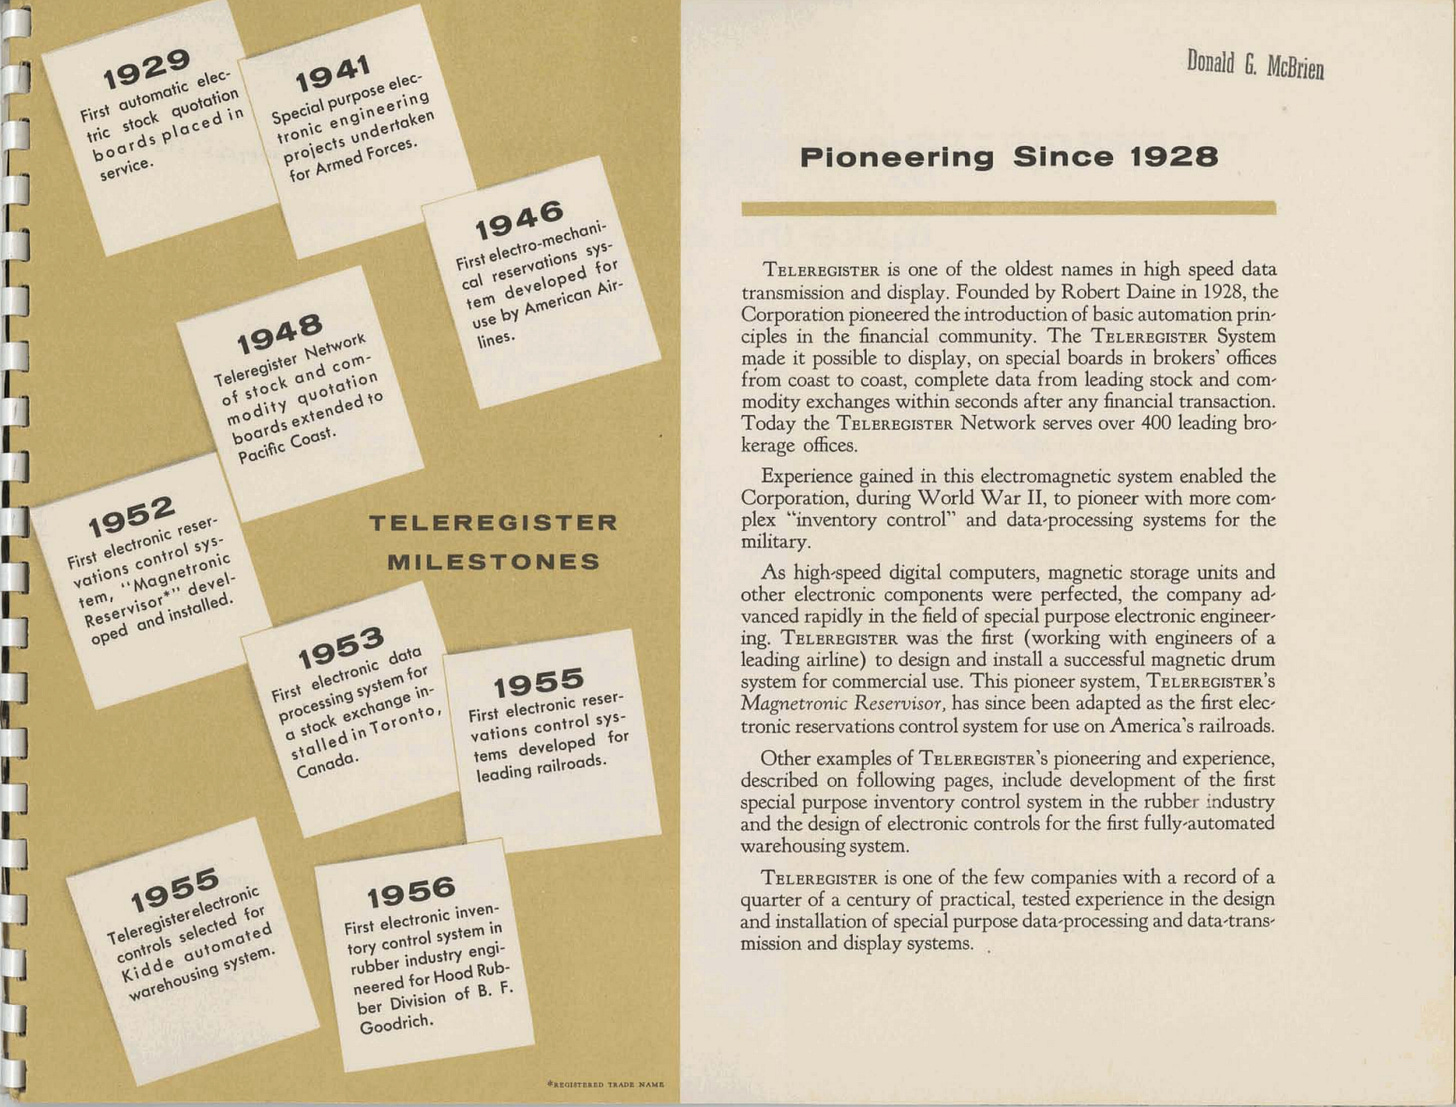 1929
First automatic elec-
tric stock quotation
boards placed in
service.
1941
Special purpose elec-
tronic engineering
projects undertaken
for Armed Forces.
1946
First electro-mechani-
cal reservations sys-
tem developed for
use by American Air-
lines.
1948
Teleregister Network
of stock and com-
modity quotation
boards extended to
Pacific Coast.
1952
First electronic reser-
vations control sys-
tem, "Magnetronic
Reservisor*" devel-
oped and installed.
TELEREGISTER
MILESTONES
1953
First electronic data
processing system for
a stock exchange in-
stalled in Toronto,
Canada.
1955
First electronic reser-
vations control sys-
tems developed for
leading railroads.
1955
Teleregister electronic
controls selected for
Kidde automated
warehousing system.
1956
First electronic inven-
tory control system in
rubber industry engi-
neered for Hood Rub-
ber Division of B. F.
Goodrich.
*REGISTERED TRADE NAME
Donald G. McBrien
Pioneering Since 1928
TELEREGISTER is one of the oldest names in high speed data
transmission and display. Founded by Robert Daine in 1928, the
Corporation pioneered the introduction of basic automation prin-
ciples in the financial community. The TELEREGISTER System
made it possible to display, on special boards in brokers' offices
from coast to coast, complete data from leading stock and com-
modity exchanges within seconds after any financial transaction.
Today the TELEREGISTER Network serves over 400 leading bro-
kerage offices.
Experience gained in this electromagnetic system enabled the
Corporation, during World War II, to pioneer with more com-
plex "inventory control" and data-processing systems for the
military.
As high-speed digital computers, magnetic storage units and
other electronic components were perfected, the company ad-
vanced rapidly in the field of special purpose electronic engineer-
ing. TELEREGISTER was the first (working with engineers of a
leading airline) to design and install a successful magnetic drum
system for commercial use. This pioneer system, TELEREGISTER'S
Magnetronic Reservisor, has since been adapted as the first elec-
tronic reservations control system for use on America's railroads.
Other examples of TELEREGISTER'S pioneering and experience,
described on following pages, include development of the first
special purpose inventory control system in the rubber industry
and the design of electronic controls for the first fully-automated
warehousing system.
TELEREGISTER is one of the few companies with a record of a
quarter of a century of practical, tested experience in the design
and installation of special purpose data-processing and data-trans-
mission and display systems.